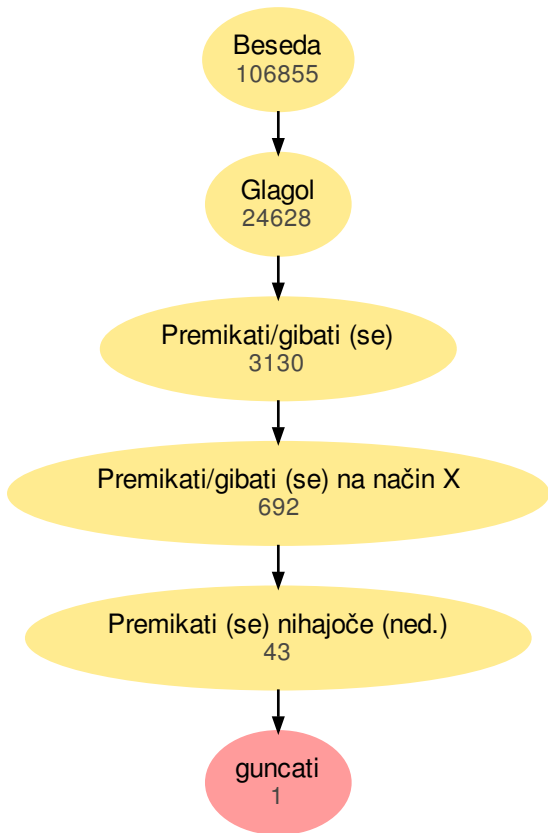 Beseda
106855
Glagol
24628
Premikati/gibati (se)
3130
Premikati/gibati (se) na način X
692
Premikati (se) nihajoče (ned.)
43
guncati
1